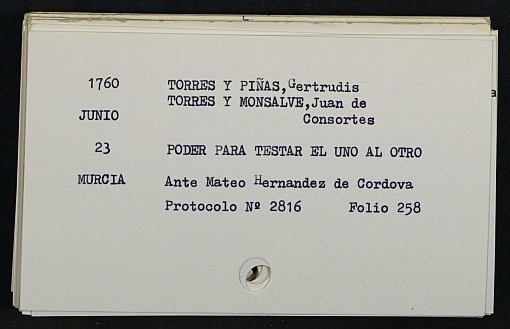 1760 TORRES Y PIÑAS,Gertrudis
TORRES Y MONSALVE,Juan de
JUNIO Consortes
23 PODER PARA TESTAR EL UNO AL OTRO
MURCIA Ante Mateo Hernandez de Cordova
Protocolo Nº 2816 Folio 258